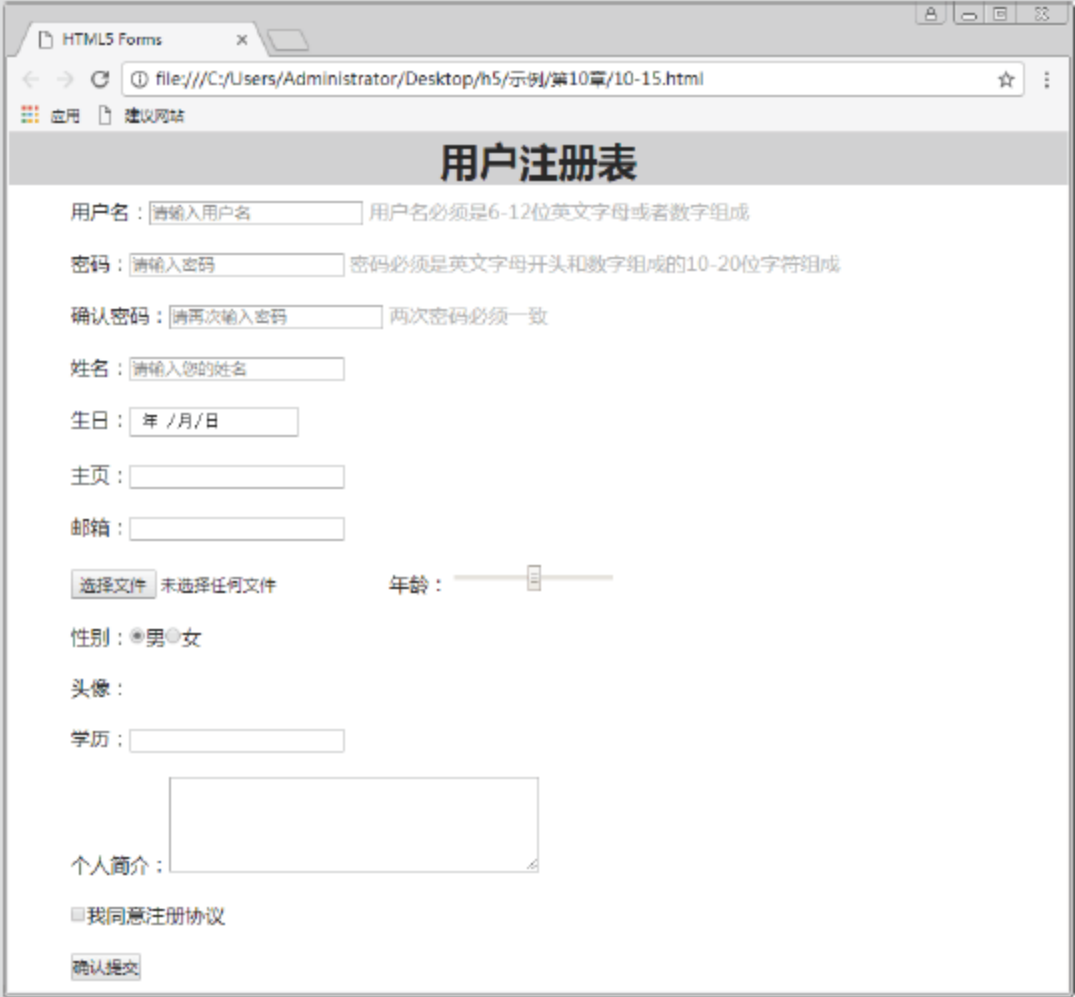 HTML5 Forms
file:///C:/Users/Administrator/Desktop/h5/示例/第10章/10-15.html
应用 建议网站
用户注册表
用户名：请输入用户名 用户名必须是6-12位英文字母或者数字组成
密码：请输入密码 密码必须是英文字母开头和数字组成的10-20位字符组成
确认密码：请再次输入密码 两次密码必须一致
姓名：请输入您的姓名
生日：年 /月/日
主页：
邮箱：
选择文件 未选择任何文件 年龄：
性别：男女
头像：
学历：
个人简介：
我同意注册协议
确认提交